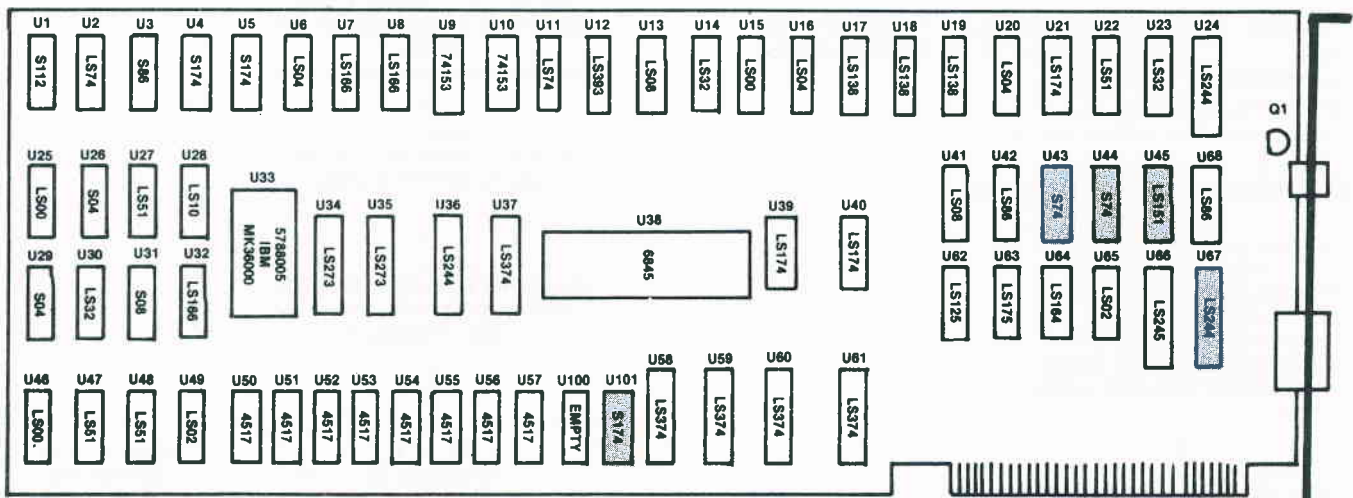 U1 U2 U3 U4 U5 U6 U7 U8 U9 U10 U11 U12 U13 U14 U15 U16 U17 U18 U19 U20 U21 U22 U23 U24
S112 LS74 S86 S174 S174 LS04 LS166 LS166 74153 74153 LS74 LS393 LS08 LS32 LS00 LS04 LS138 LS138 LS138 LS04 LS174 LS51 LS32 LS244
Q1
U25 U26 U27 U28 U33 U41 U42 U43 U44 U45 U68
LS00 S04 LS51 LS10 LS08 LS86 S74 S74 LS151 LS86
5788005
IBM
MK36000
U34 U35 U36 U37 U38 U39 U40
LS273 LS273 LS244 LS374 6845 LS174 LS174
U29 U30 U31 U32 U62 U63 U64 U65 U66 U67
S04 LS32 S08 LS166 LS125 LS175 LS164 LS02 LS245 LS244
U58 U59 U60 U61
LS374 LS374 LS374 LS374
U46 U47 U48 U49 U50 U51 U52 U53 U54 U55 U56 U57 U100 U101
LS00. LS51 LS51 LS02 4517 4517 4517 4517 4517 4517 4517 4517 EMPTY S174